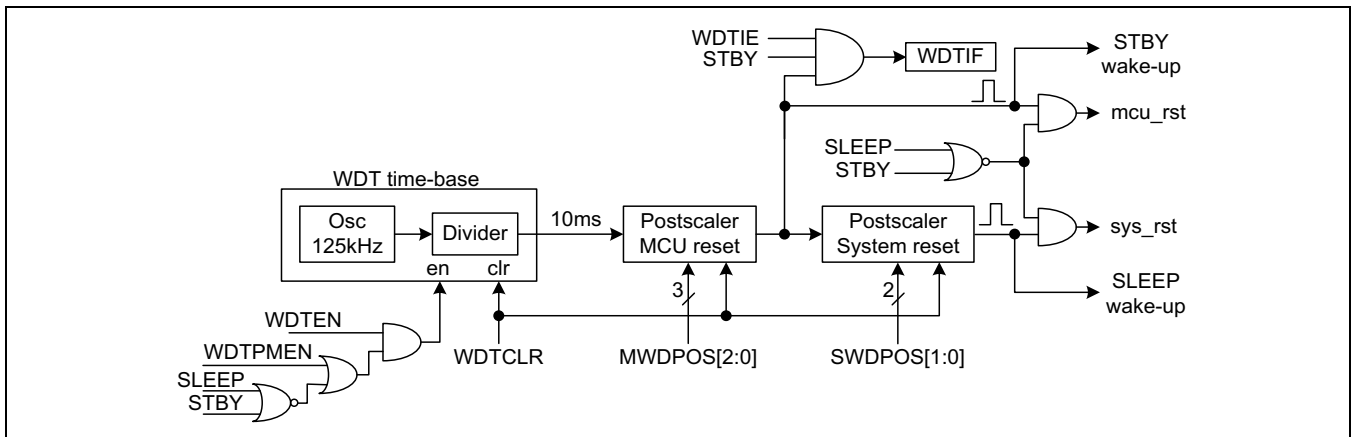 WDTIE
STBY
WDTIF
STBY
wake-up
mcu_rst
SLEEP
STBY
WDT time-base
Osc
125kHz
Divider
en
clr
10ms
Postscaler
MCU reset
Postscaler
System reset
sys_rst
SLEEP
wake-up
3
2
WDTEN
WDTPMEN
SLEEP
STBY
WDTCLR
MWDPOS[2:0]
SWDPOS[1:0]